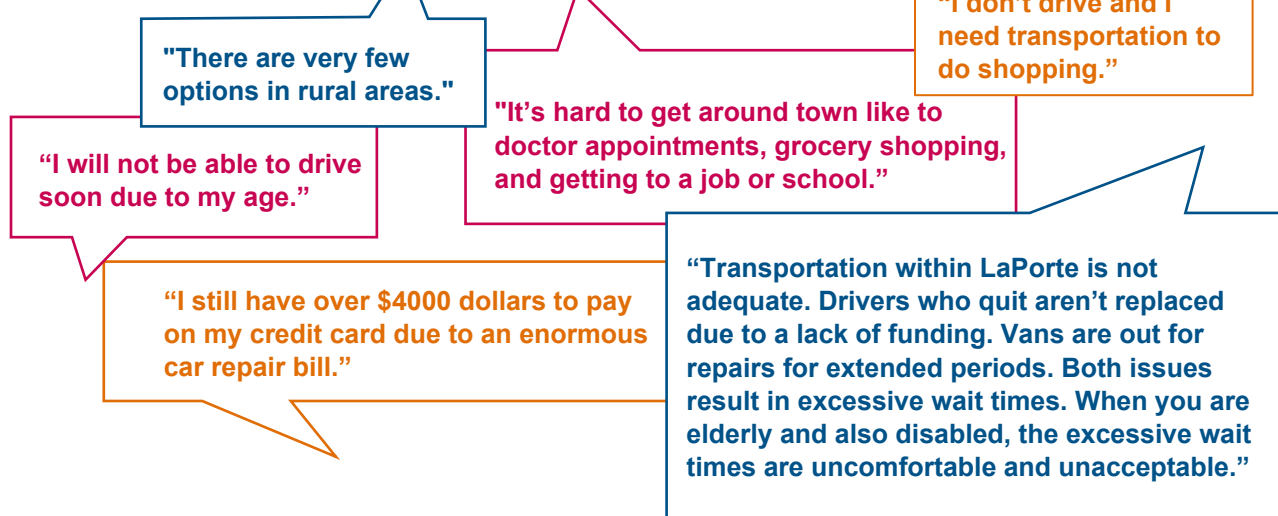 “I don’t drive and I
need transportation to
do shopping.”
"There are very few
options in rural areas."
"It’s hard to get around town like to
doctor appointments, grocery shopping,
and getting to a job or school.”
“I will not be able to drive
soon due to my age.”
“Transportation within LaPorte is not
adequate. Drivers who quit aren’t replaced
due to a lack of funding. Vans are out for
repairs for extended periods. Both issues
result in excessive wait times. When you are
elderly and also disabled, the excessive wait
times are uncomfortable and unacceptable.”
“I still have over $4000 dollars to pay
on my credit card due to an enormous
car repair bill.”